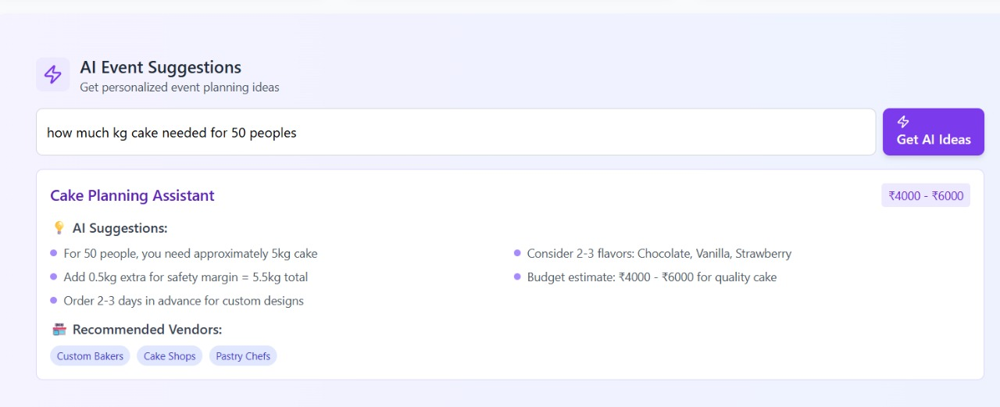 AI Event Suggestions
Get personalized event planning ideas
how much kg cake needed for 50 peoples
Get AI Ideas
Cake Planning Assistant
₹4000 - ₹6000
AI Suggestions:
For 50 people, you need approximately 5kg cake
Consider 2-3 flavors: Chocolate, Vanilla, Strawberry
Add 0.5kg extra for safety margin = 5.5kg total
Budget estimate: ₹4000 - ₹6000 for quality cake
Order 2-3 days in advance for custom designs
Recommended Vendors:
Custom Bakers
Cake Shops
Pastry Chefs